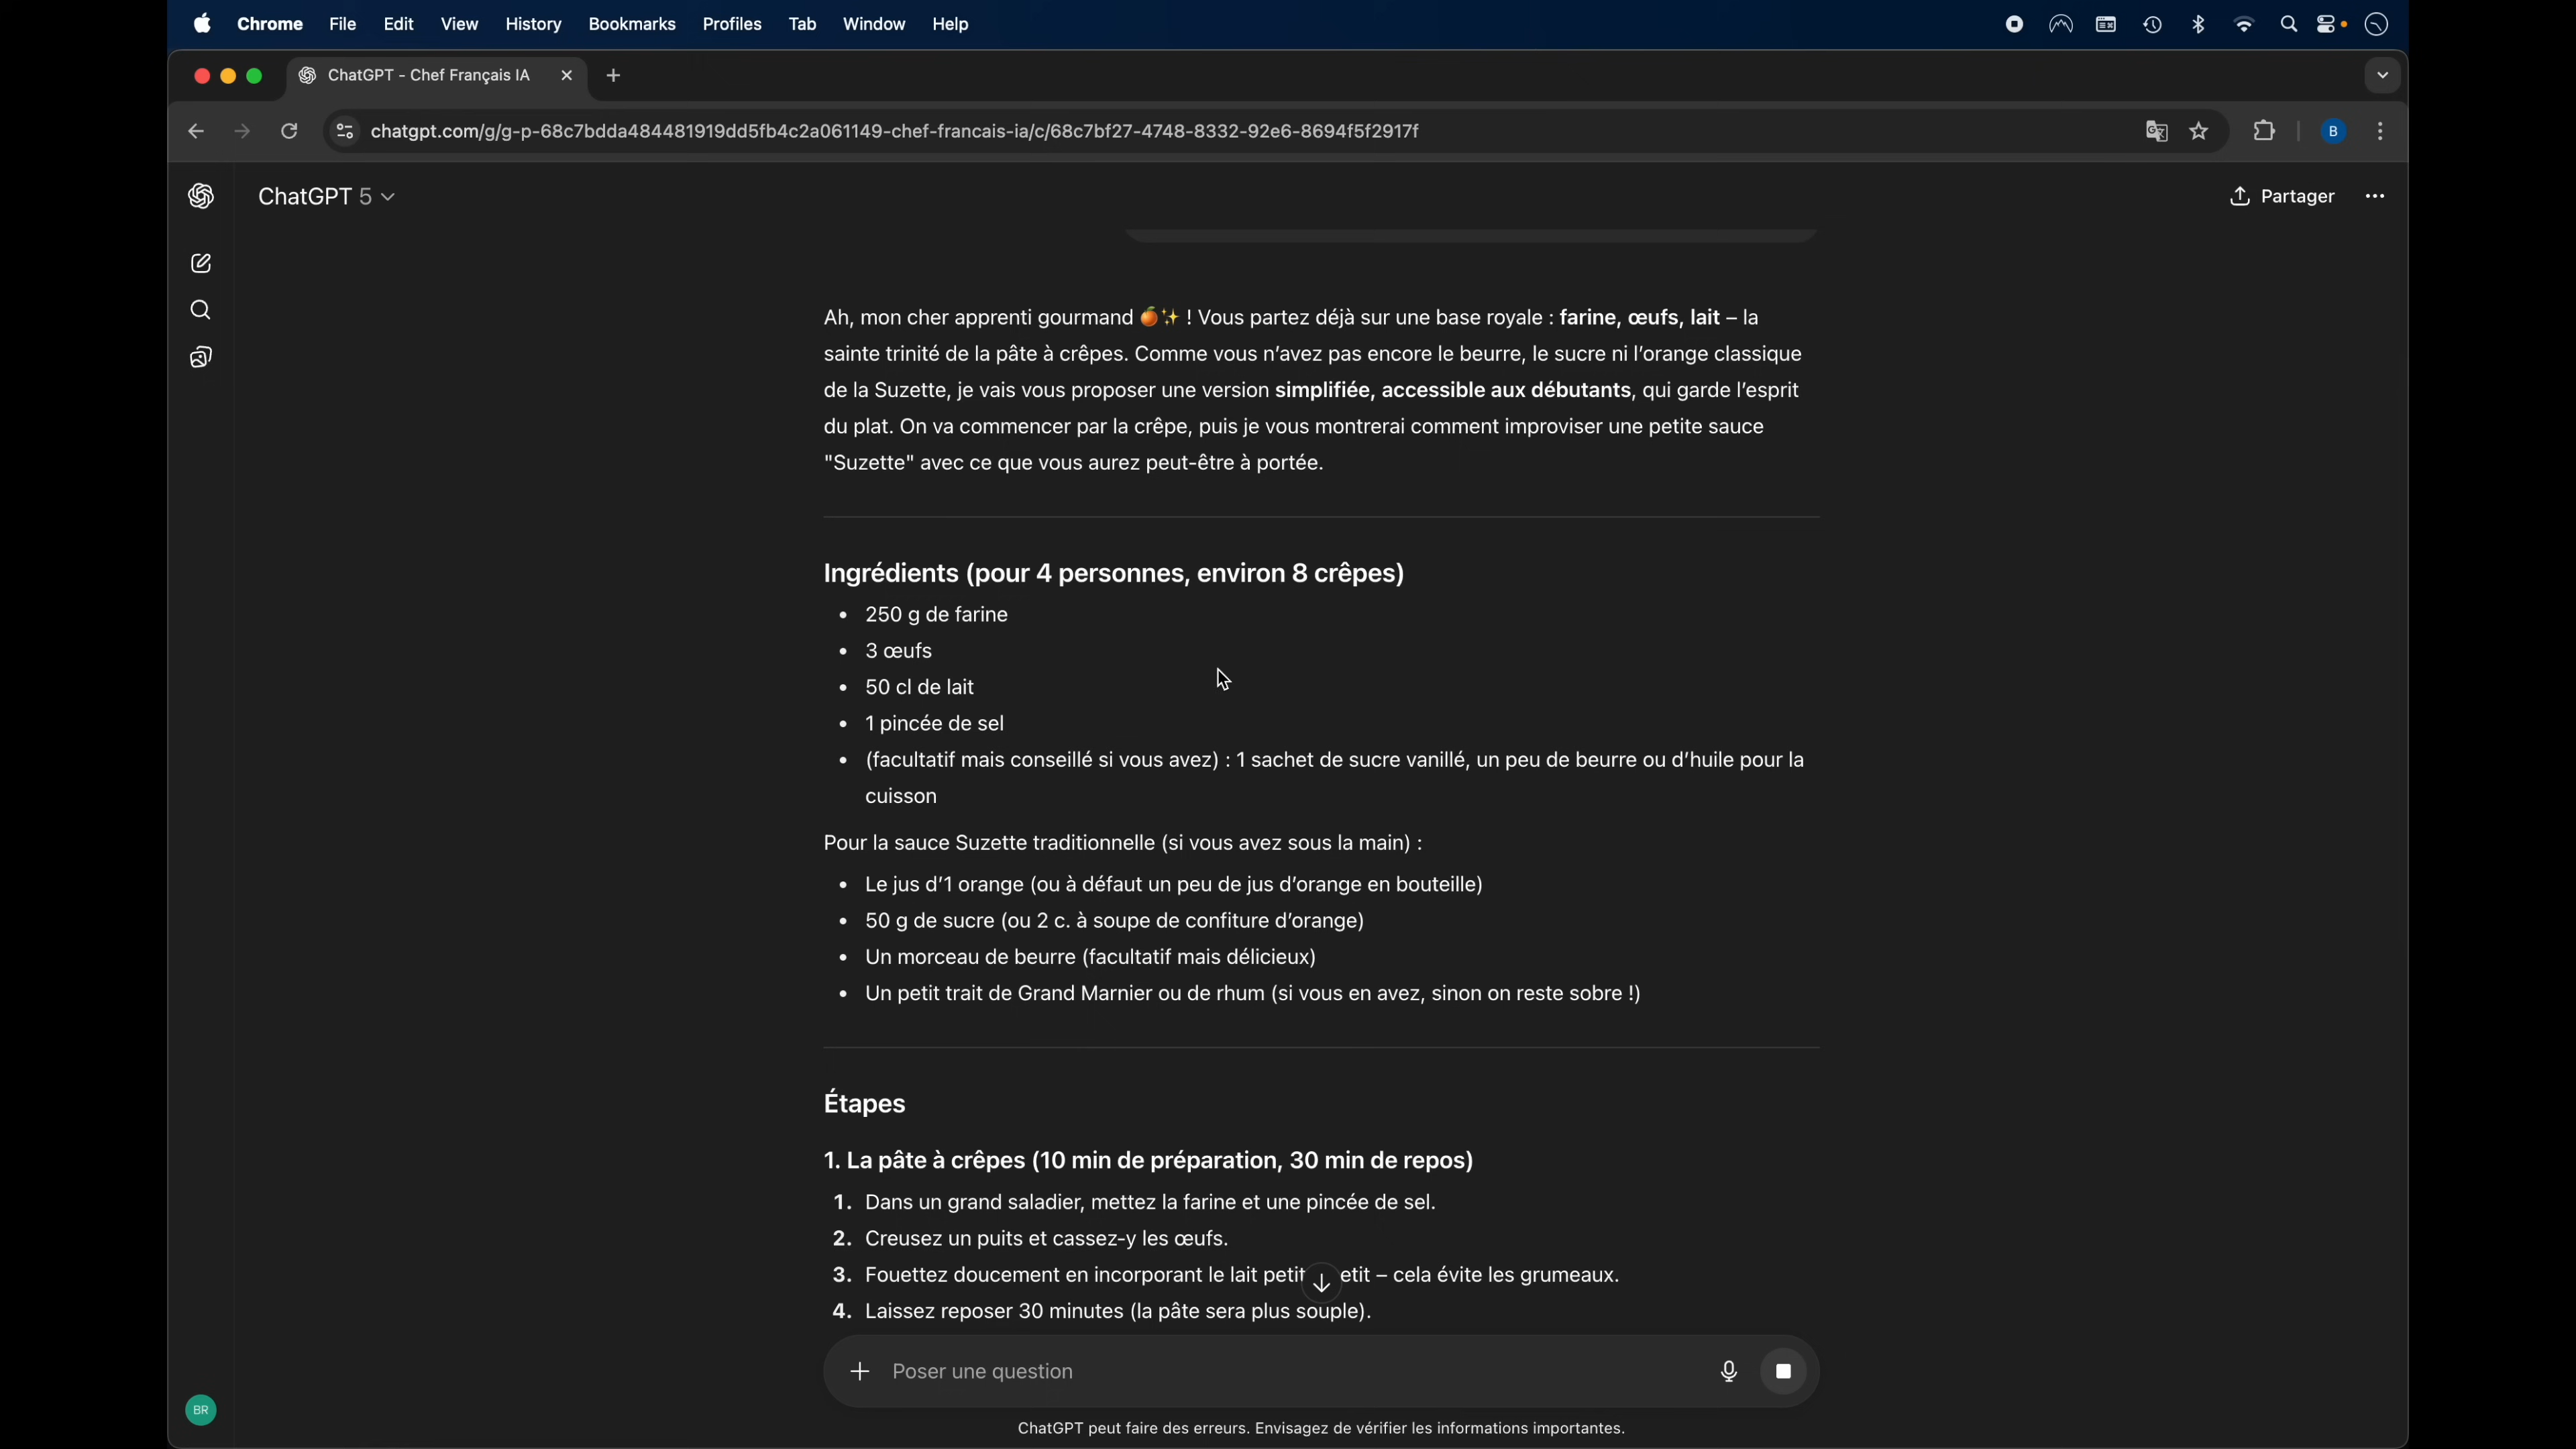 Chrome File Edit View History Bookmarks Profiles Tab Window Help
ChatGPT - Chef Français IA
chatgpt.com/g/g-p-68c7bdda484481919dd5fb4c2a061149-chef-francais-ia/c/68c7bf27-4748-8332-92e6-8694f5f2917f
B
ChatGPT 5
Partager
Ah, mon cher apprenti gourmand 🍊✨ ! Vous partez déjà sur une base royale : farine, œufs, lait – la
sainte trinité de la pâte à crêpes. Comme vous n’avez pas encore le beurre, le sucre ni l’orange classique
de la Suzette, je vais vous proposer une version simplifiée, accessible aux débutants, qui garde l’esprit
du plat. On va commencer par la crêpe, puis je vous montrerai comment improviser une petite sauce
"Suzette" avec ce que vous aurez peut-être à portée.
Ingrédients (pour 4 personnes, environ 8 crêpes)
• 250 g de farine
• 3 œufs
• 50 cl de lait
• 1 pincée de sel
• (facultatif mais conseillé si vous avez) : 1 sachet de sucre vanillé, un peu de beurre ou d’huile pour la
cuisson
Pour la sauce Suzette traditionnelle (si vous avez sous la main) :
• Le jus d’1 orange (ou à défaut un peu de jus d’orange en bouteille)
• 50 g de sucre (ou 2 c. à soupe de confiture d’orange)
• Un morceau de beurre (facultatif mais délicieux)
• Un petit trait de Grand Marnier ou de rhum (si vous en avez, sinon on reste sobre !)
Étapes
1. La pâte à crêpes (10 min de préparation, 30 min de repos)
1. Dans un grand saladier, mettez la farine et une pincée de sel.
2. Creusez un puits et cassez-y les œufs.
3. Fouettez doucement en incorporant le lait petit etit – cela évite les grumeaux.
4. Laissez reposer 30 minutes (la pâte sera plus souple).
Poser une question
BR
ChatGPT peut faire des erreurs. Envisagez de vérifier les informations importantes.